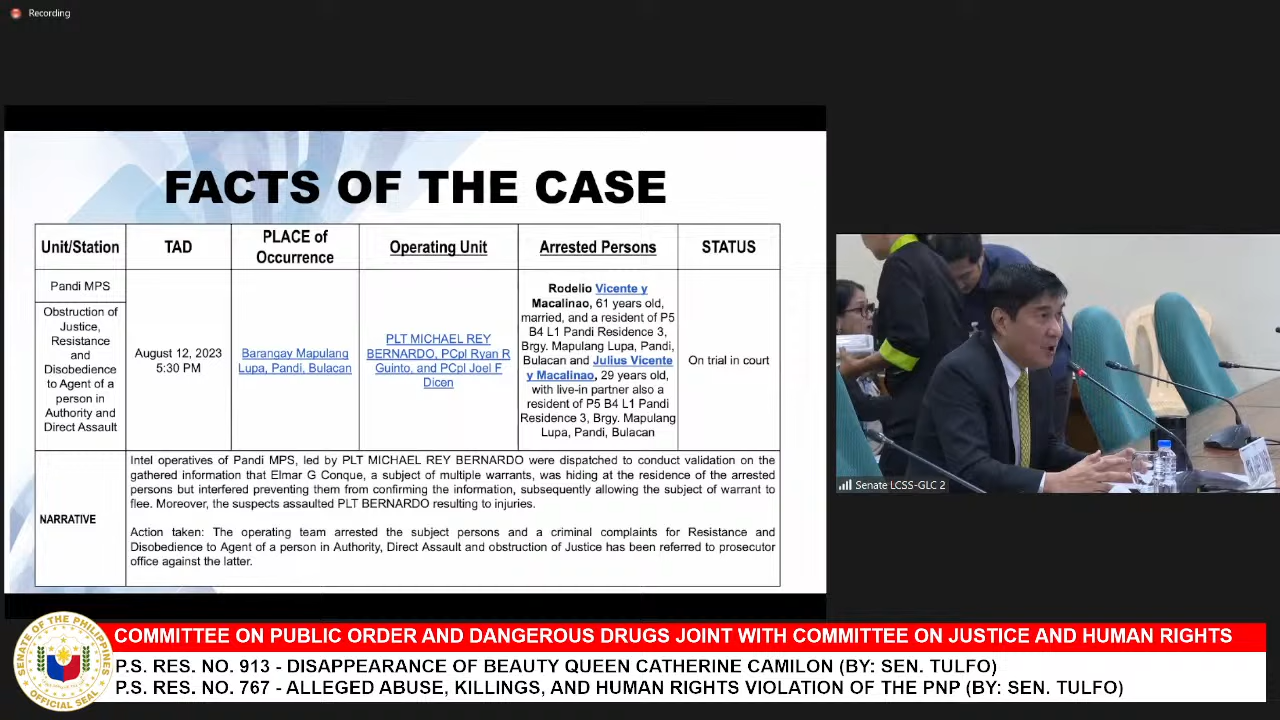 Recording
FACTS OF THE CASE
Unit/Station
TAD
PLACE of
Occurrence
Operating Unit
Arrested Persons
STATUS
Pandi MPS
Obstruction of
Justice,
Resistance
and
Disobedience
to Agent of a
person in
Authority and
Direct Assault
August 12, 2023
5:30 PM
Barangay Mapulang
Lupa, Pandi, Bulacan
PLT MICHAEL REY
BERNARDO, PCpl Ryan R
Guinto, and PCpl Joel F
Dicen
Rodelio Vicente y
Macalinao, 61 years old,
married, and a resident of P5
B4 L1 Pandi Residence 3,
Brgy. Mapulang Lupa, Pandi,
Bulacan and Julius Vicente
y Macalinao, 29 years old,
with live-in partner also a
resident of P5 B4 L1 Pandi
Residence 3, Brgy. Mapulang
Lupa, Pandi, Bulacan
On trial in court
NARRATIVE
Intel operatives of Pandi MPS, led by PLT MICHAEL REY BERNARDO were dispatched to conduct validation on the
gathered information that Elmar G Conque, a subject of multiple warrants, was hiding at the residence of the arrested
persons but interfered preventing them from confirming the information, subsequently allowing the subject of warrant to
flee. Moreover, the suspects assaulted PLT BERNARDO resulting to injuries.
Action taken: The operating team arrested the subject persons and a criminal complaints for Resistance and
Disobedience to Agent of a person in Authority, Direct Assault and obstruction of Justice has been referred to prosecutor
office against the latter.
Senate LCSS-GLC 2
SENATE OF THE PHILIPPINES
OFFICIAL SEAL
COMMITTEE ON PUBLIC ORDER AND DANGEROUS DRUGS JOINT WITH COMMITTEE ON JUSTICE AND HUMAN RIGHTS
P.S. RES. NO. 913 - DISAPPEARANCE OF BEAUTY QUEEN CATHERINE CAMILON (BY: SEN. TULFO)
P.S. RES. NO. 767 - ALLEGED ABUSE, KILLINGS, AND HUMAN RIGHTS VIOLATION OF THE PNP (BY: SEN. TULFO)